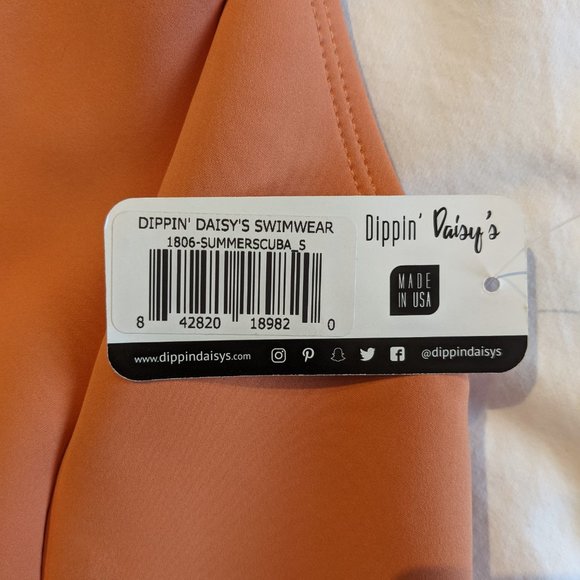 DIPPIN' DAISY'S SWIMWEAR
1806-SUMMERSCUBA_S
8 42820 18982 0
Dippin' Daisy's
MADE
IN USA
www.dippindaisys.com
@dippindaisys